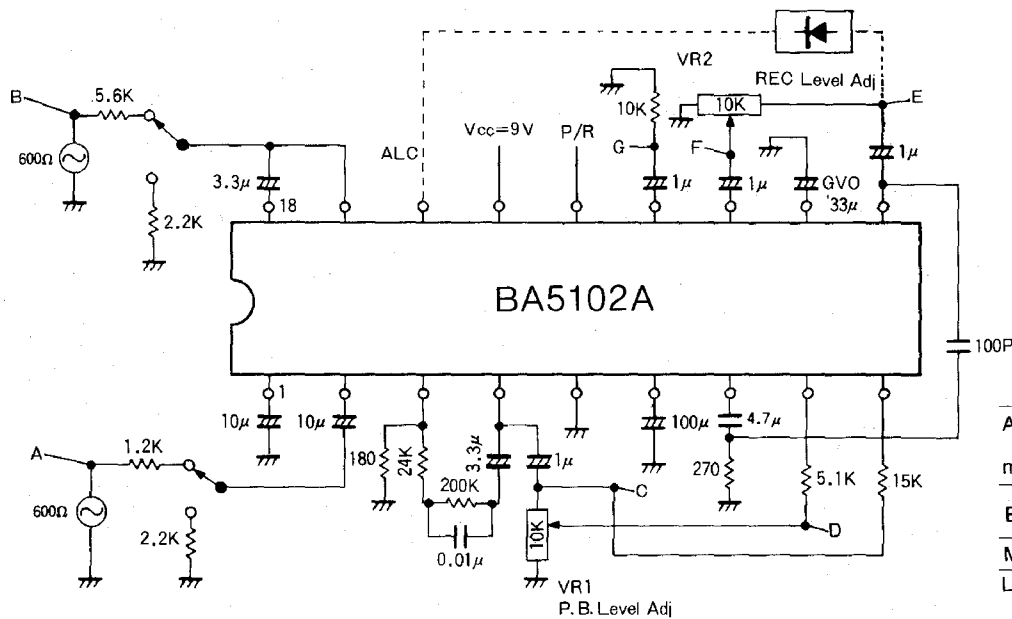 VR2
REC Level Adj
B
5.6K
10K
10K
E
600Ω
Vcc=9V
P/R
G
F
ALC
1μ
3.3μ
1μ
1μ
GVO
33μ
18
2.2K
BA5102A
100P
1
10μ
10μ
100μ
4.7μ
A
A
1.2K
180
24K
3.3μ
1μ
270
5.1K
15K
m
200K
C
600Ω
10K
D
E
2.2K
0.01μ
M
VR1
L
P.B. Level Adj